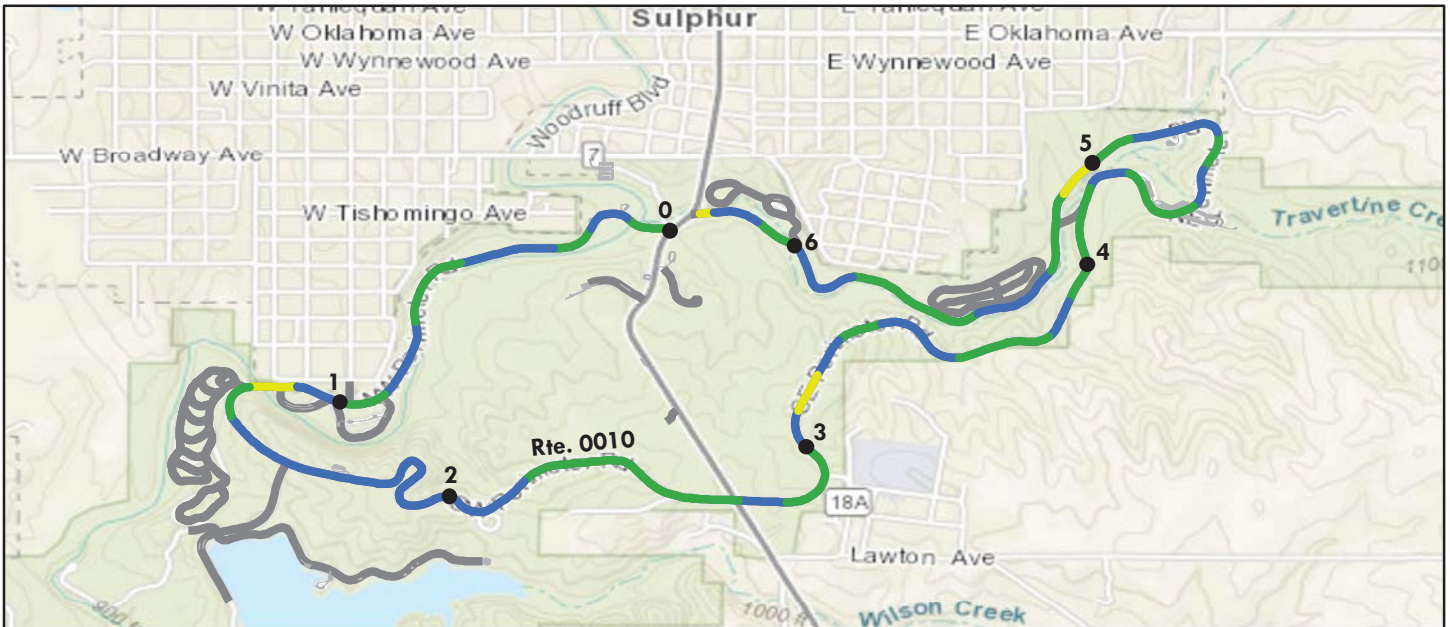 Sulphur
W Oklahoma Ave
E Oklahoma Ave
W Wynnewood Ave
E Wynnewood Ave
W Vinita Ave
Woodruff Blvd
W Broadway Ave
7
5
W Tishomingo Ave
0
6
Travertine Cre
4
1100
1
3
Rte. 0010
2
18A
Lawton Ave
1000 ft
Wilson Creek